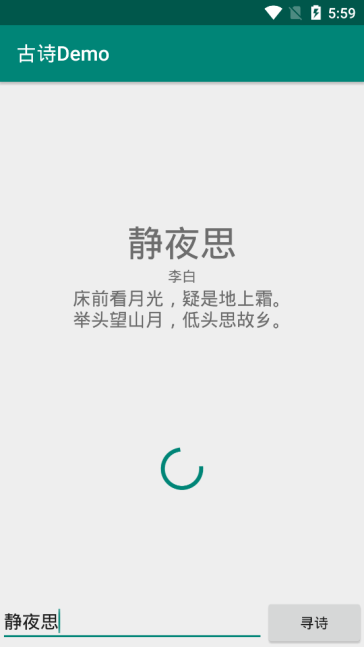 5:59
古诗Demo
静夜思
李白
床前看月光，疑是地上霜。
举头望山月，低头思故乡。
静夜思
寻诗